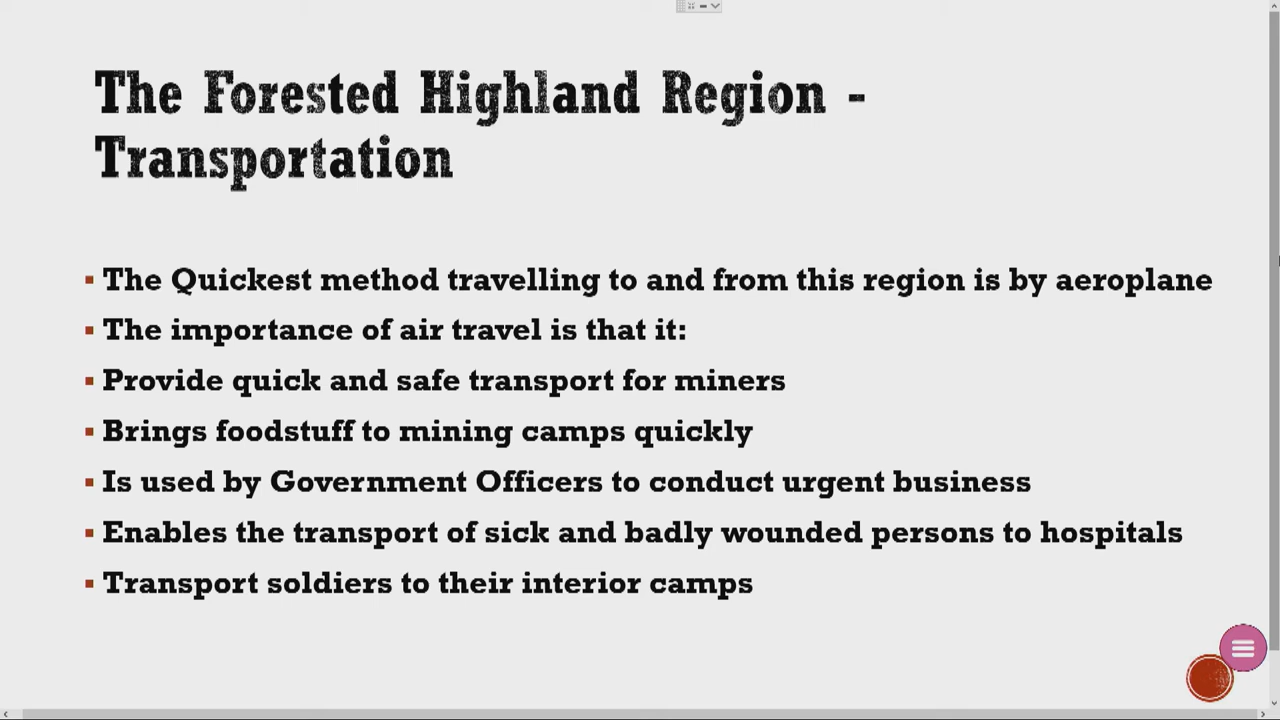 The Forested Highland Region -
Transportation
The Quickest method travelling to and from this region is by aeroplane
The importance of air travel is that it:
Provide quick and safe transport for miners
Brings foodstuff to mining camps quickly
Is used by Government Officers to conduct urgent business
Enables the transport of sick and badly wounded persons to hospitals
Transport soldiers to their interior camps